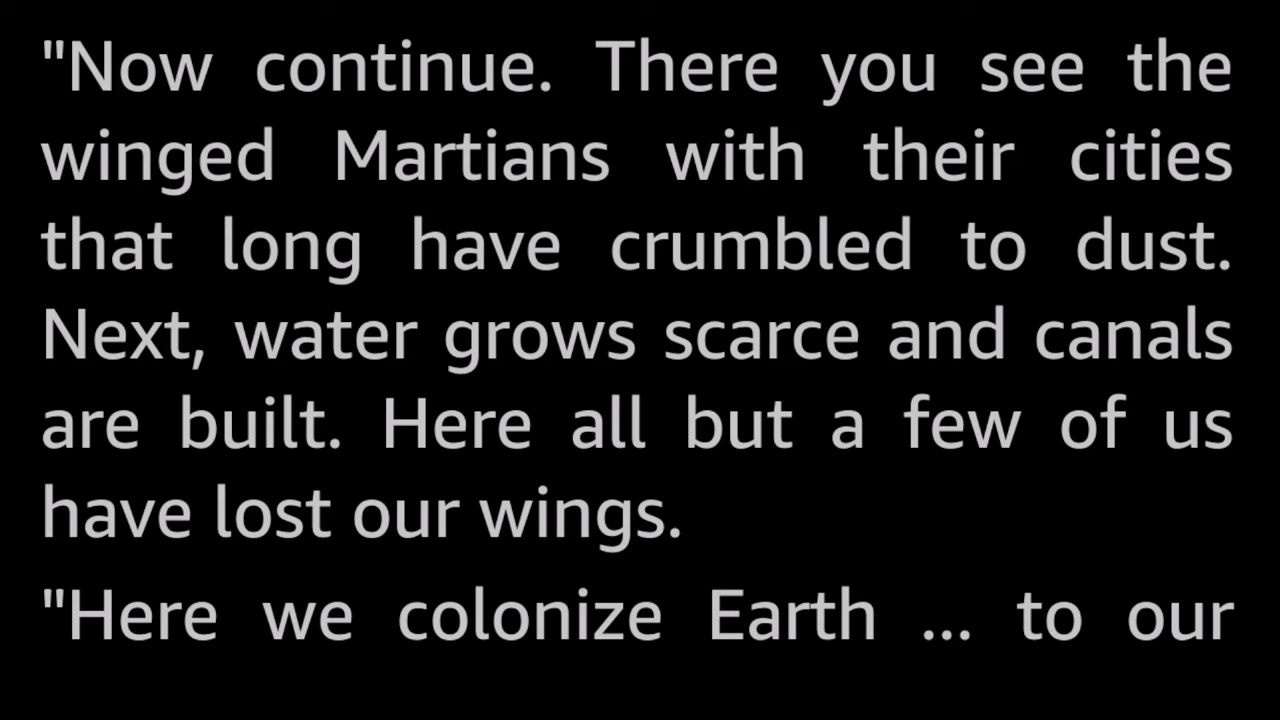 "Now continue. There you see the
winged Martians with their cities
that long have crumbled to dust.
Next, water grows scarce and canals
are built. Here all but a few of us
have lost our wings.
"Here we colonize Earth ... to our